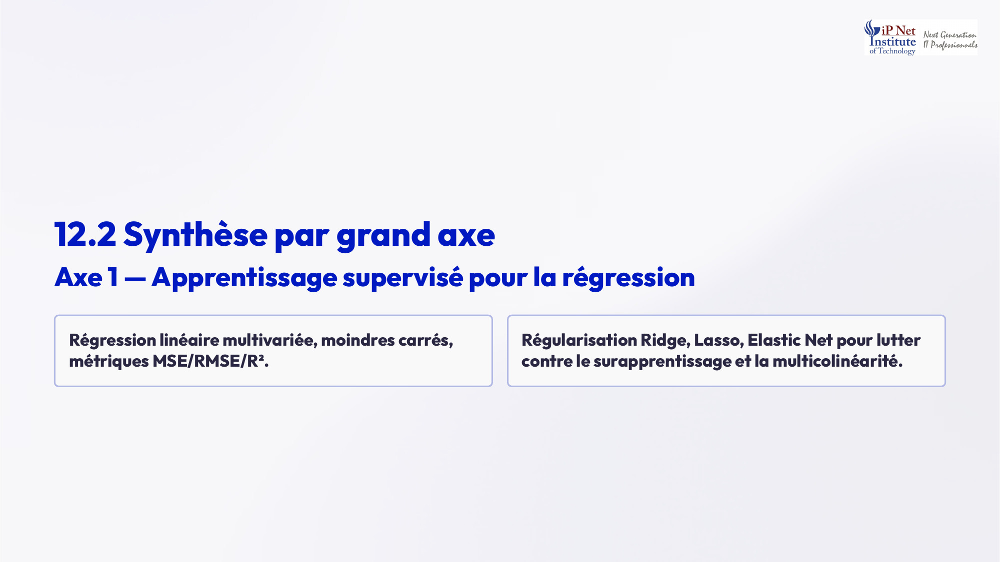 iP Net
Institute
of Technology
Next Generation
IT Professionnels
12.2 Synthèse par grand axe
Axe 1 — Apprentissage supervisé pour la régression
Régression linéaire multivariée, moindres carrés,
métriques MSE/RMSE/R².
Régularisation Ridge, Lasso, Elastic Net pour lutter
contre le surapprentissage et la multicolinéarité.